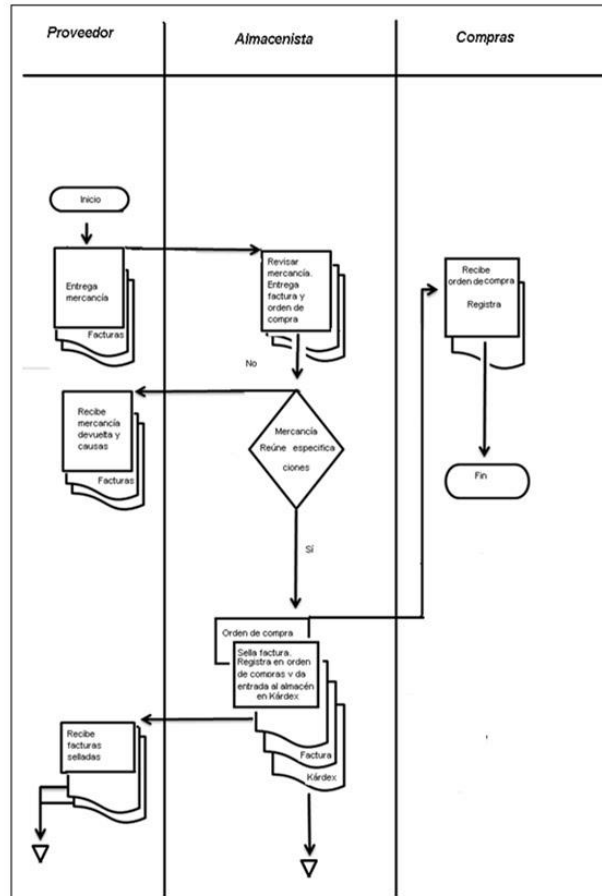 Proveedor
Almacenista
Compras
Inicio
Entrega
mercancía
Facturas
Revisar
mercancía.
Entrega
factura y
orden de
compra
Recibe
orden de compra
Registra
No
Recibe
mercancía
devuelta y
causas
Facturas
Mercancía
Reúne especifica
ciones
Fin
Sí
Orden de compra
Sella factura.
Registra en orden
de compras y da
entrada al almacén
en Kárdex
Factura
Kárdex
Recibe
facturas
selladas